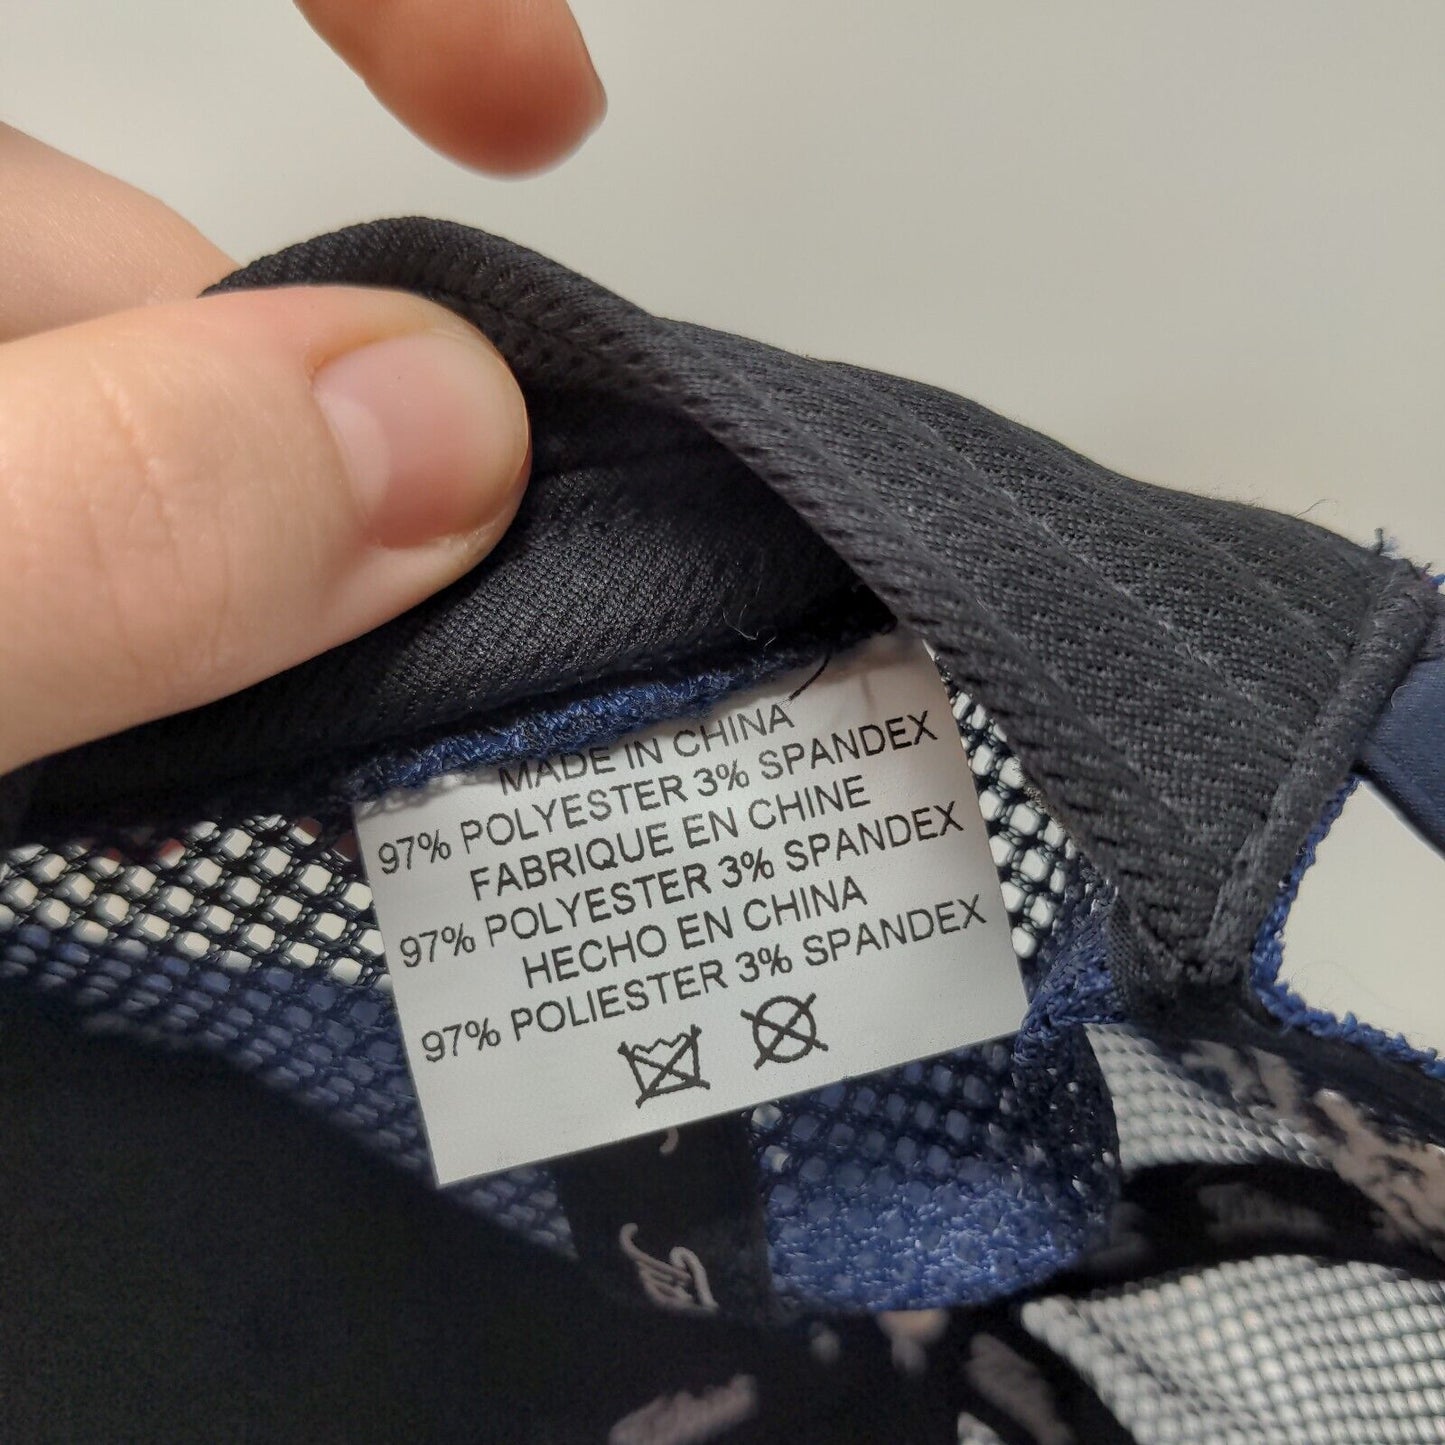 MADE IN CHINA
97% POLYESTER 3% SPANDEX
FABRIQUE EN CHINE
97% POLYESTER 3% SPANDEX
HECHO EN CHINA
97% POLIESTER 3% SPANDEX